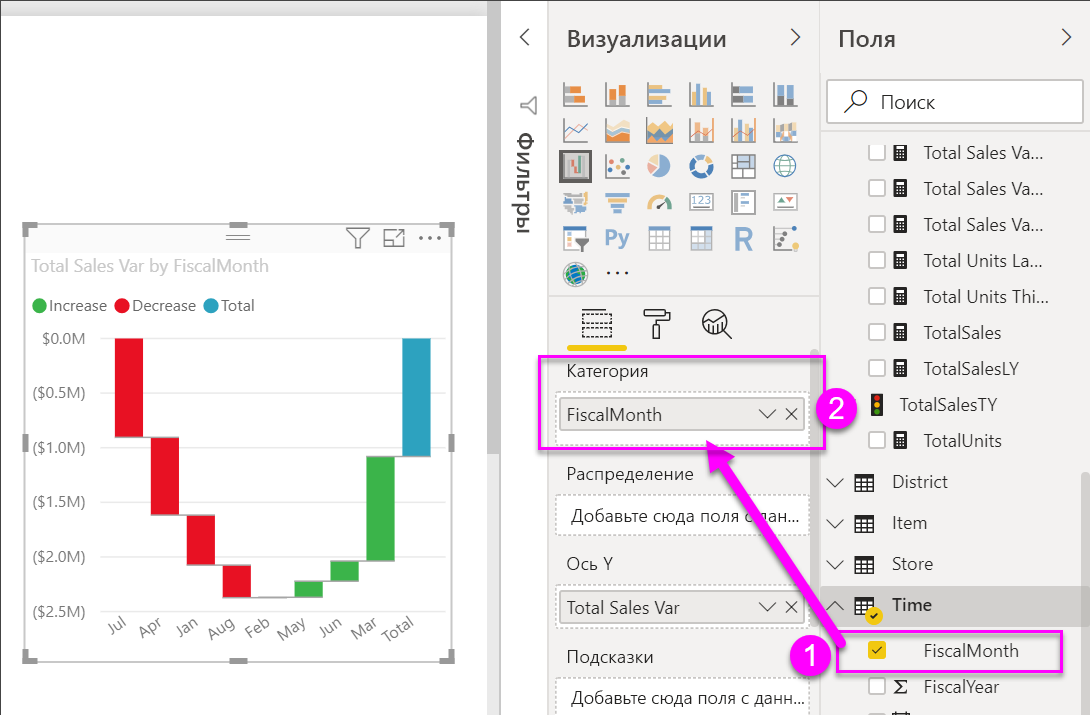 Total Sales Var by FiscalMonth
Increase Decrease Total
$0.0M
($0.5M)
($1.0M)
($1.5M)
($2.0M)
($2.5M)
Jul Apr Jan Aug Feb May Jun Mar Total
Фильтры
Визуализации
123
Py
R
Категория
FiscalMonth
2
Распределение
Добавьте сюда поля с дан...
Ось Y
Total Sales Var
Подсказки
Добавьте сюда поля с данн...
Поля
Поиск
Total Sales Va...
Total Sales Va...
Total Sales Va...
Total Units La...
Total Units Thi...
TotalSales
TotalSalesLY
TotalSalesTY
TotalUnits
District
Item
Store
Time
1
FiscalMonth
Σ FiscalYear